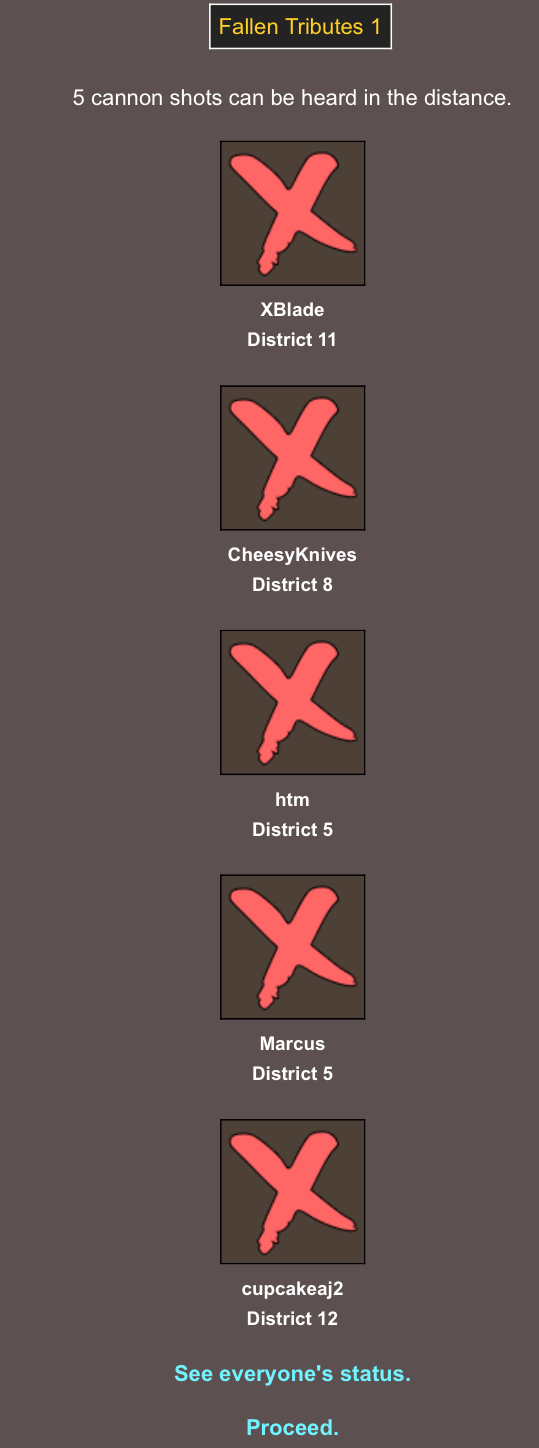 Fallen Tributes 1
5 cannon shots can be heard in the distance.
XBlade
District 11
CheesyKnives
District 8
htm
District 5
Marcus
District 5
cupcakeaj2
District 12
See everyone's status.
Proceed.